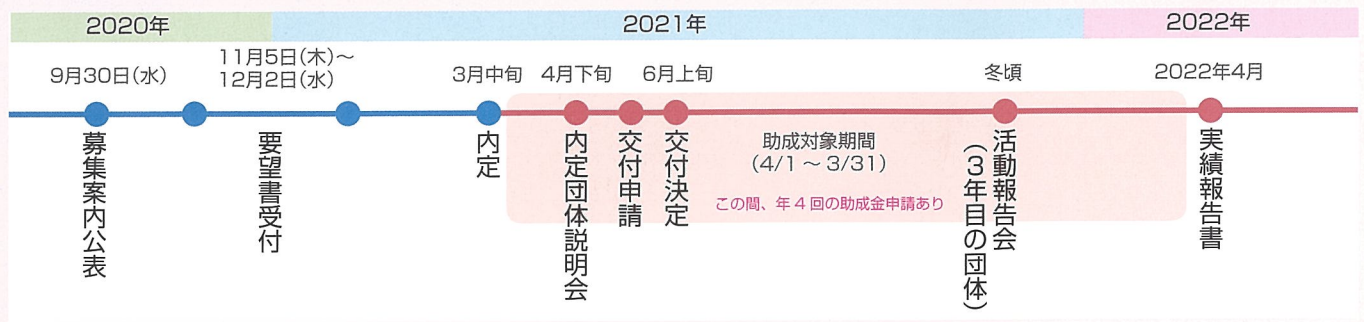 2020年
2021年
2022年
9月30日(水)
11月5日(木)～
12月2日(水)
3月中旬
4月下旬
6月上旬
冬頃
2022年4月
募集案内公表
要望書受付
内定
内定団体説明会
交付申請
交付決定
助成対象期間
(4/1 ～ 3/31)
この間、年4回の助成金申請あり
活動報告会
(3年目の団体)
実績報告書